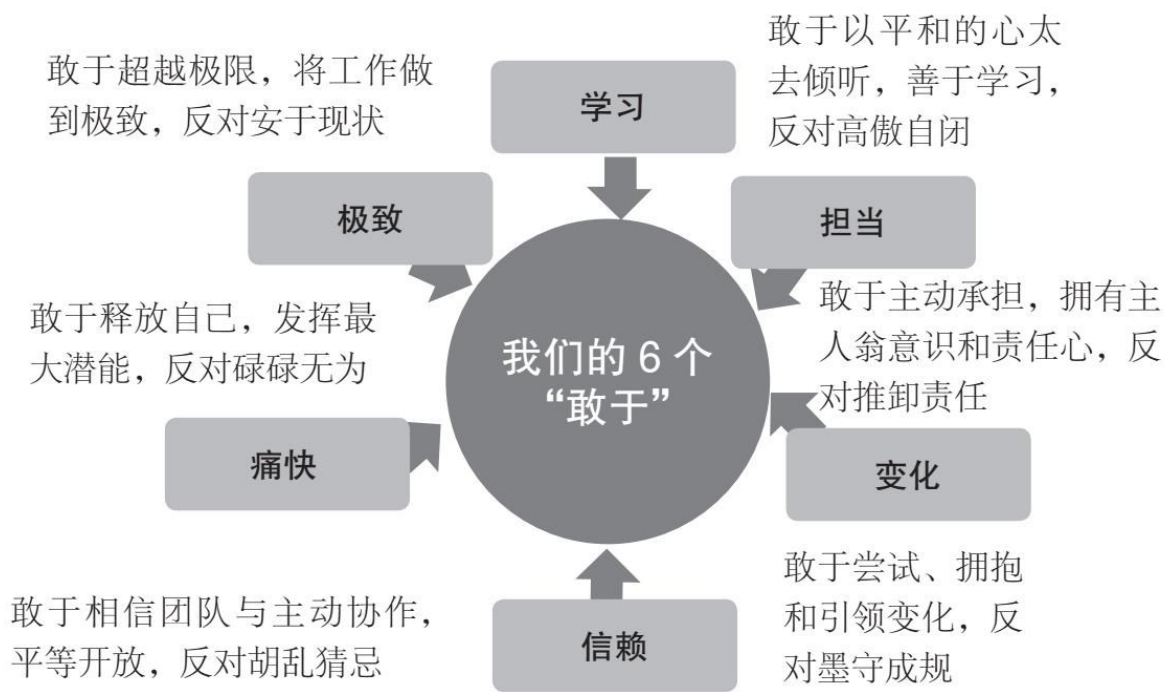 学习
敢于以平和的心太
去倾听，善于学习，
反对高傲自闭
担当
敢于主动承担，拥有主
人翁意识和责任心，反
对推卸责任
变化
敢于尝试、拥抱
和引领变化，反
对墨守成规
信赖
敢于相信团队与主动协作，
平等开放，反对胡乱猜忌
痛快
敢于释放自己，发挥最
大潜能，反对碌碌无为
极致
敢于超越极限，将工作做
到极致，反对安于现状
我们的 6 个
“敢于”